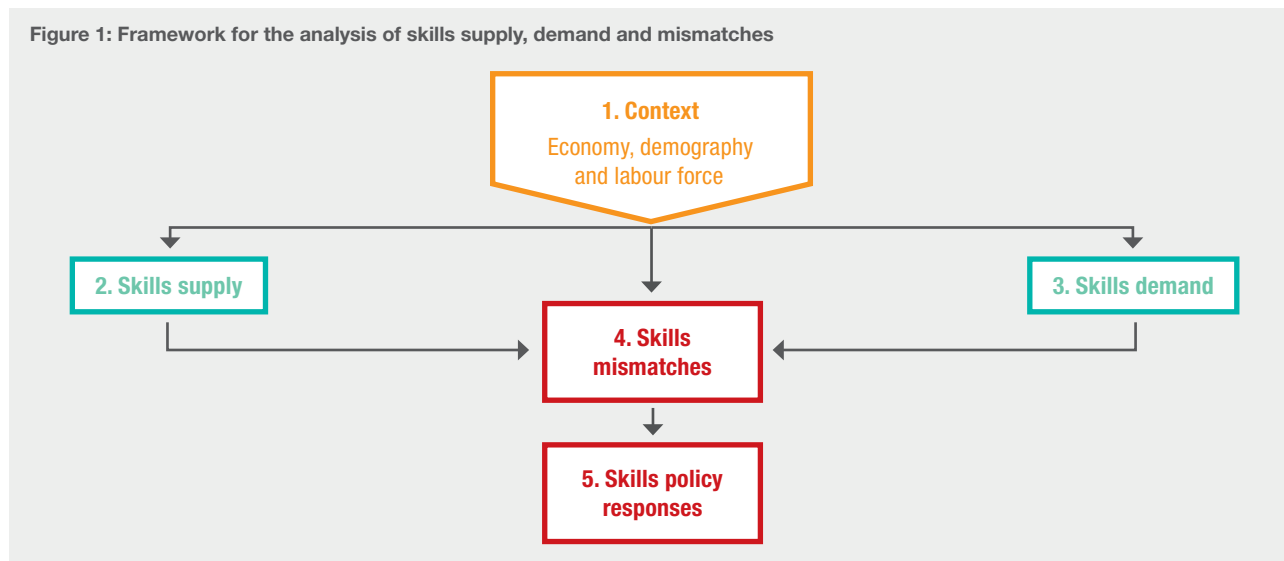 Figure 1: Framework for the analysis of skills supply, demand and mismatches
1. Context
Economy, demography
and labour force
2. Skills supply
3. Skills demand
4. Skills
mismatches
5. Skills policy
responses